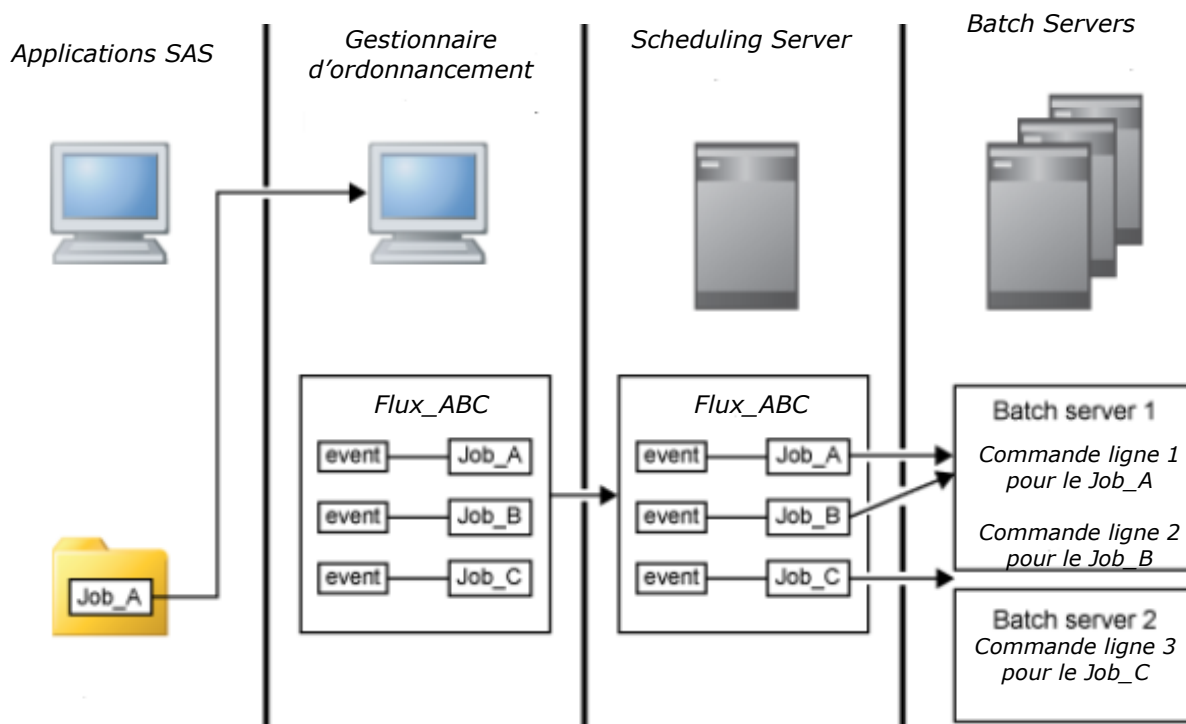 Applications SAS
Gestionnaire
d’ordonnancement
Scheduling Server
Batch Servers
Job_A
Flux_ABC
event
Job_A
event
Job_B
event
Job_C
Flux_ABC
event
Job_A
event
Job_B
event
Job_C
Batch server 1
Commande ligne 1
pour le Job_A
Commande ligne 2
pour le Job_B
Batch server 2
Commande ligne 3
pour le Job_C